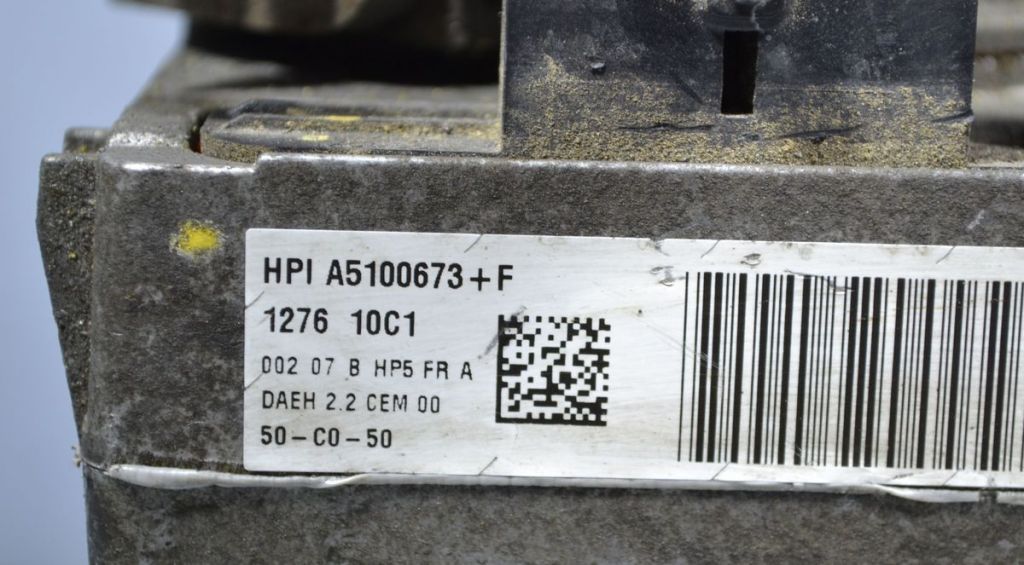 HPI A5100673+F
1276 10C1
002 07 B HP5 FR A
DAEH 2.2 CEM 00
50-C0-50